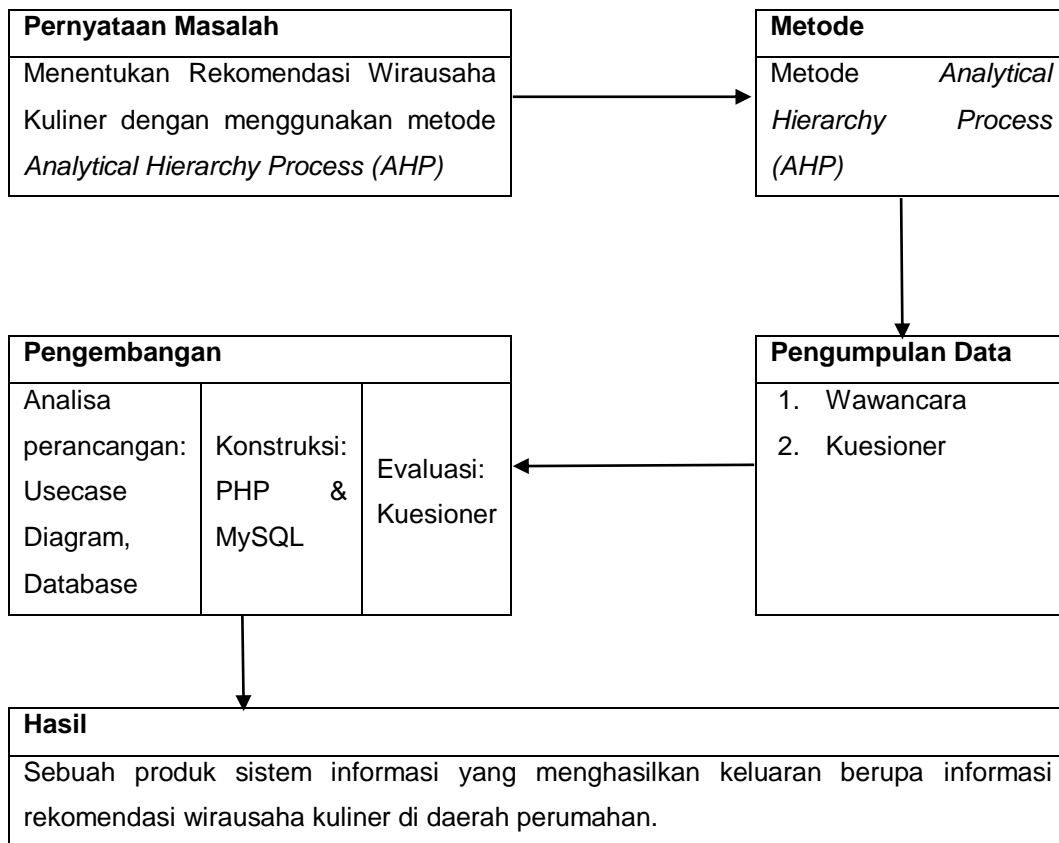 Pernyataan Masalah
Menentukan Rekomendasi Wirausaha
Kuliner dengan menggunakan metode
Analytical Hierarchy Process (AHP)
Metode
Metode Analytical
Hierarchy Process
(AHP)
Pengumpulan Data
1. Wawancara
2. Kuesioner
Pengembangan
Analisa
perancangan:
Usecase
Diagram,
Database
Konstruksi:
PHP &
MySQL
Evaluasi:
Kuesioner
Hasil
Sebuah produk sistem informasi yang menghasilkan keluaran berupa informasi
rekomendasi wirausaha kuliner di daerah perumahan.